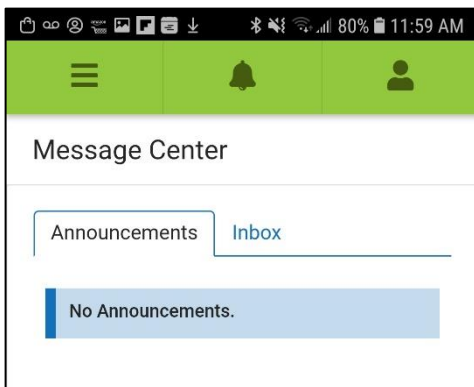 80% 11:59 AM
Message Center
Announcements Inbox
No Announcements.